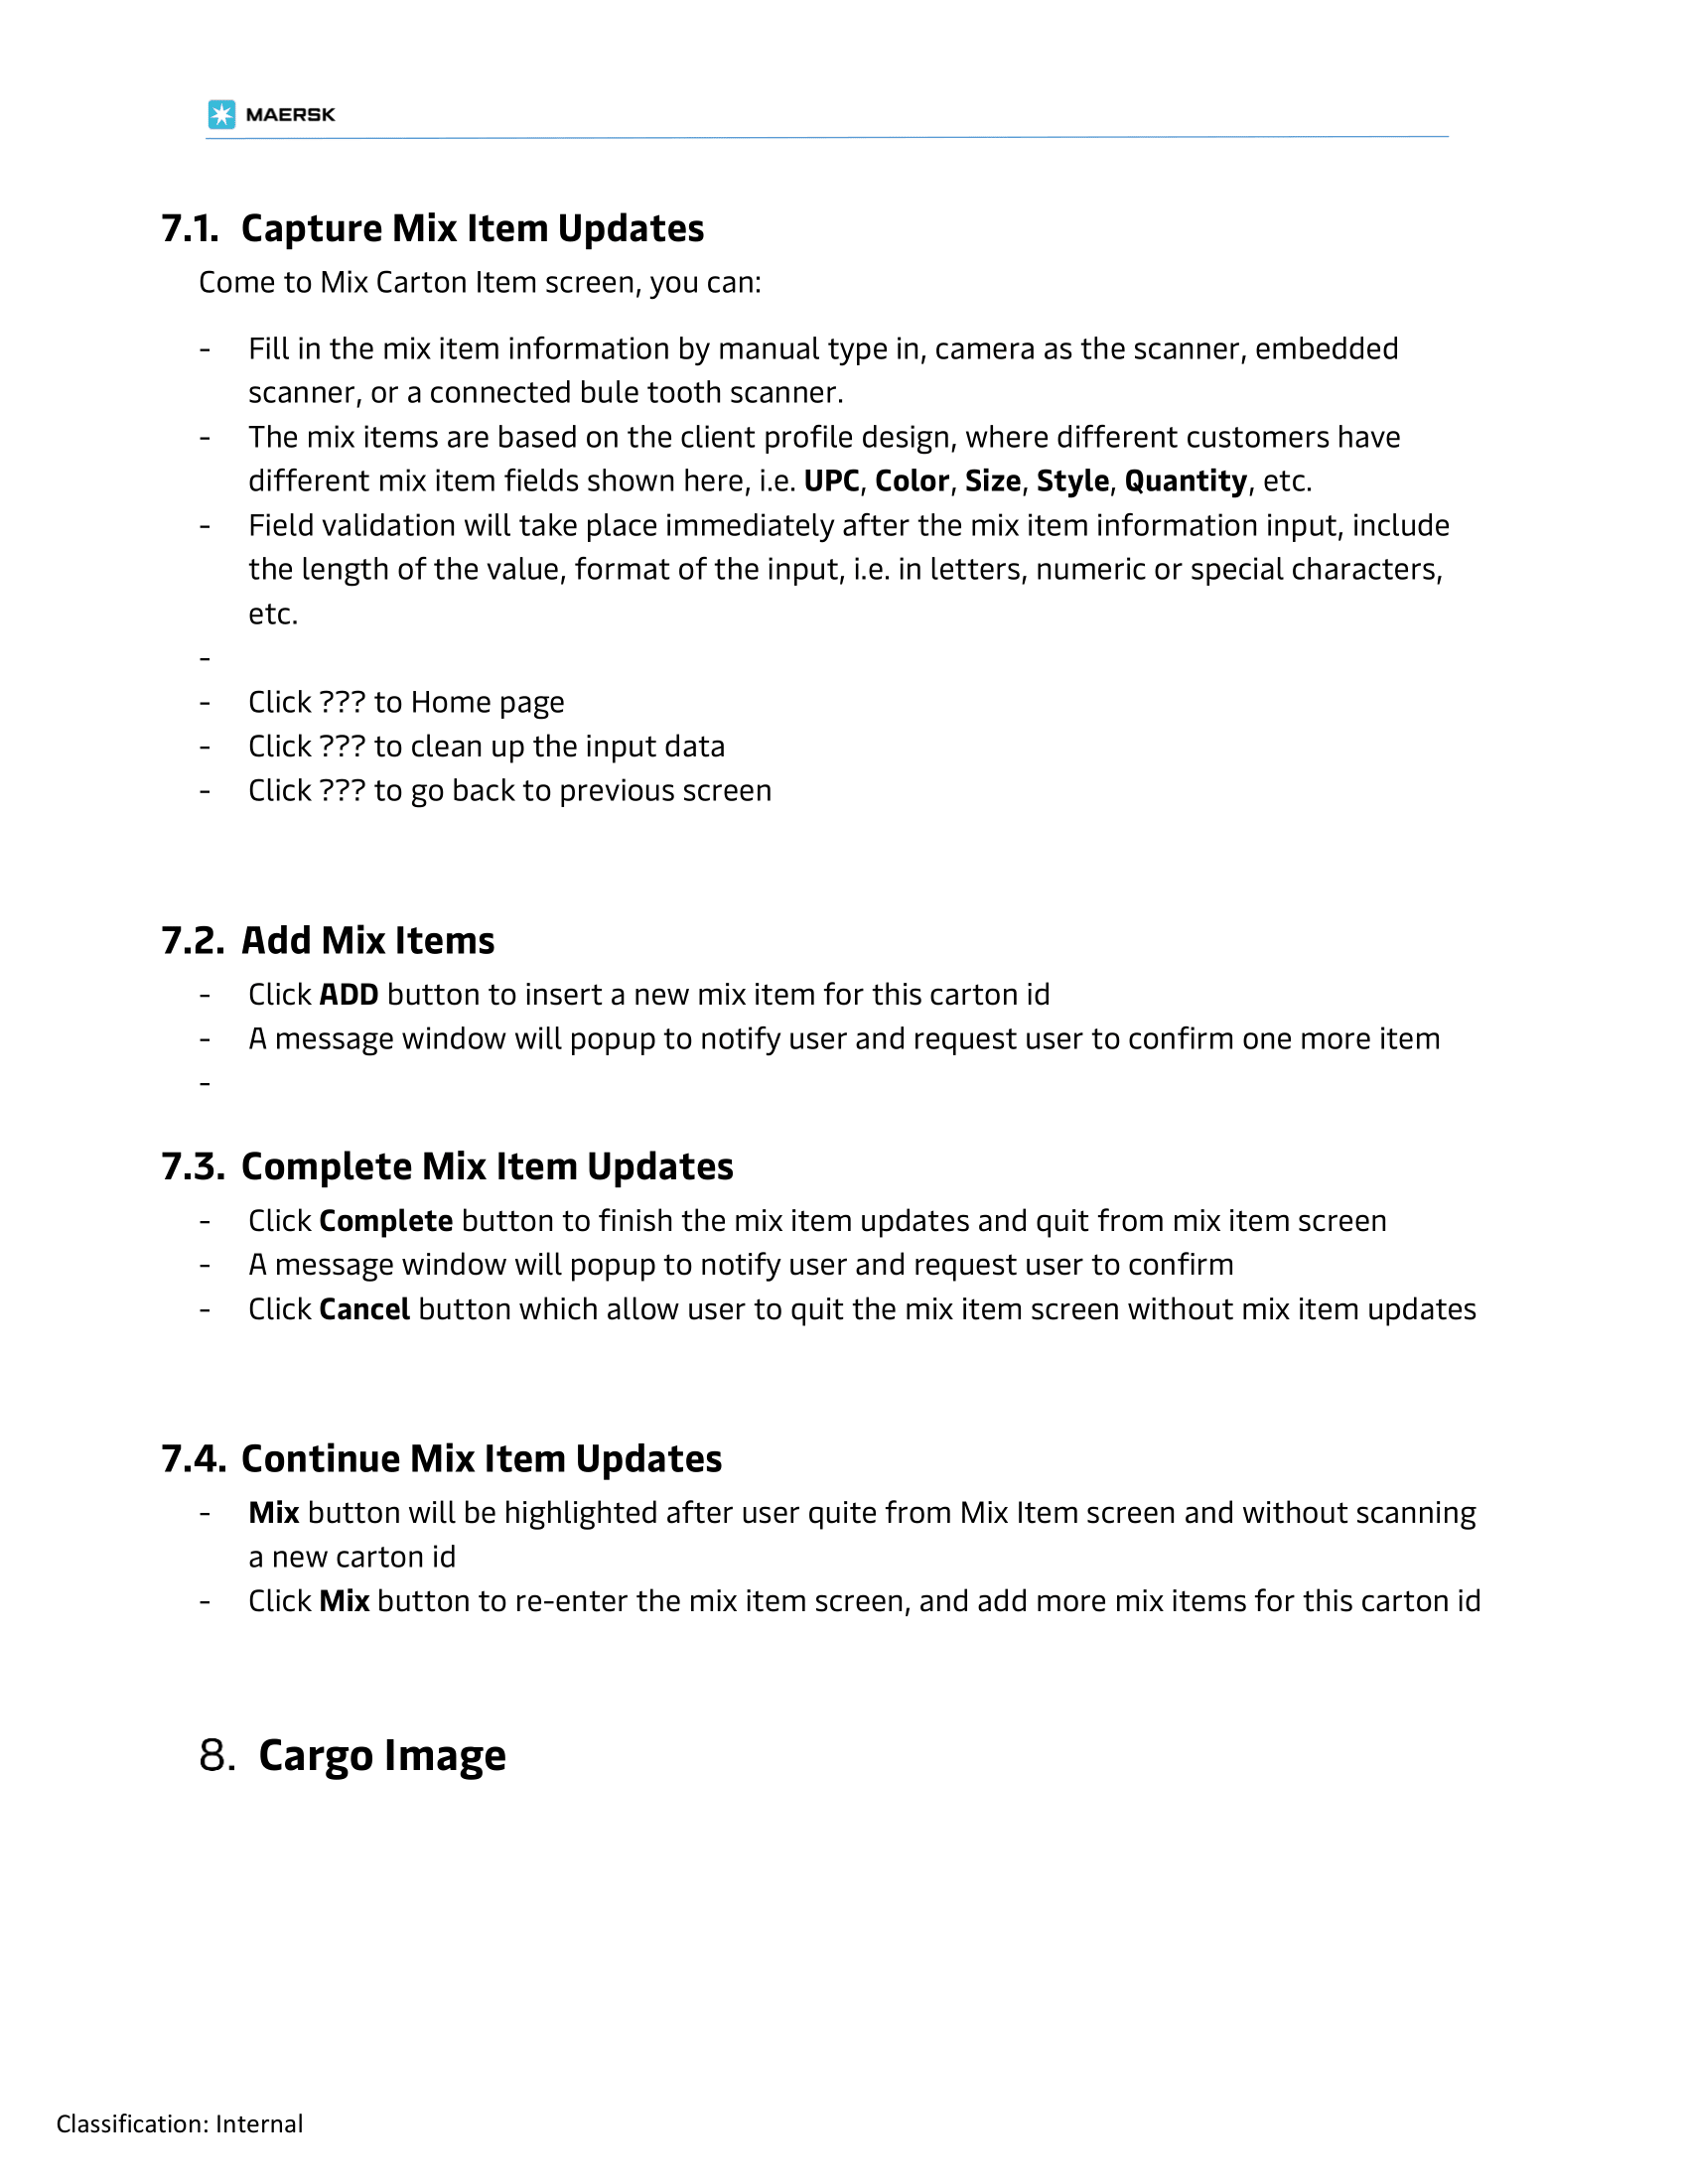 MAERSK
7.1. Capture Mix Item Updates
Come to Mix Carton Item screen, you can:
- Fill in the mix item information by manual type in, camera as the scanner, embedded
scanner, or a connected bule tooth scanner.
- The mix items are based on the client profile design, where different customers have
different mix item fields shown here, i.e. UPC, Color, Size, Style, Quantity, etc.
- Field validation will take place immediately after the mix item information input, include
the length of the value, format of the input, i.e. in letters, numeric or special characters,
etc.
-
- Click ??? to Home page
- Click ??? to clean up the input data
- Click ??? to go back to previous screen
7.2. Add Mix Items
- Click ADD button to insert a new mix item for this carton id
- A message window will popup to notify user and request user to confirm one more item
-
7.3. Complete Mix Item Updates
- Click Complete button to finish the mix item updates and quit from mix item screen
- A message window will popup to notify user and request user to confirm
- Click Cancel button which allow user to quit the mix item screen without mix item updates
7.4. Continue Mix Item Updates
- Mix button will be highlighted after user quite from Mix Item screen and without scanning
a new carton id
- Click Mix button to re-enter the mix item screen, and add more mix items for this carton id
8. Cargo Image
Classification: Internal